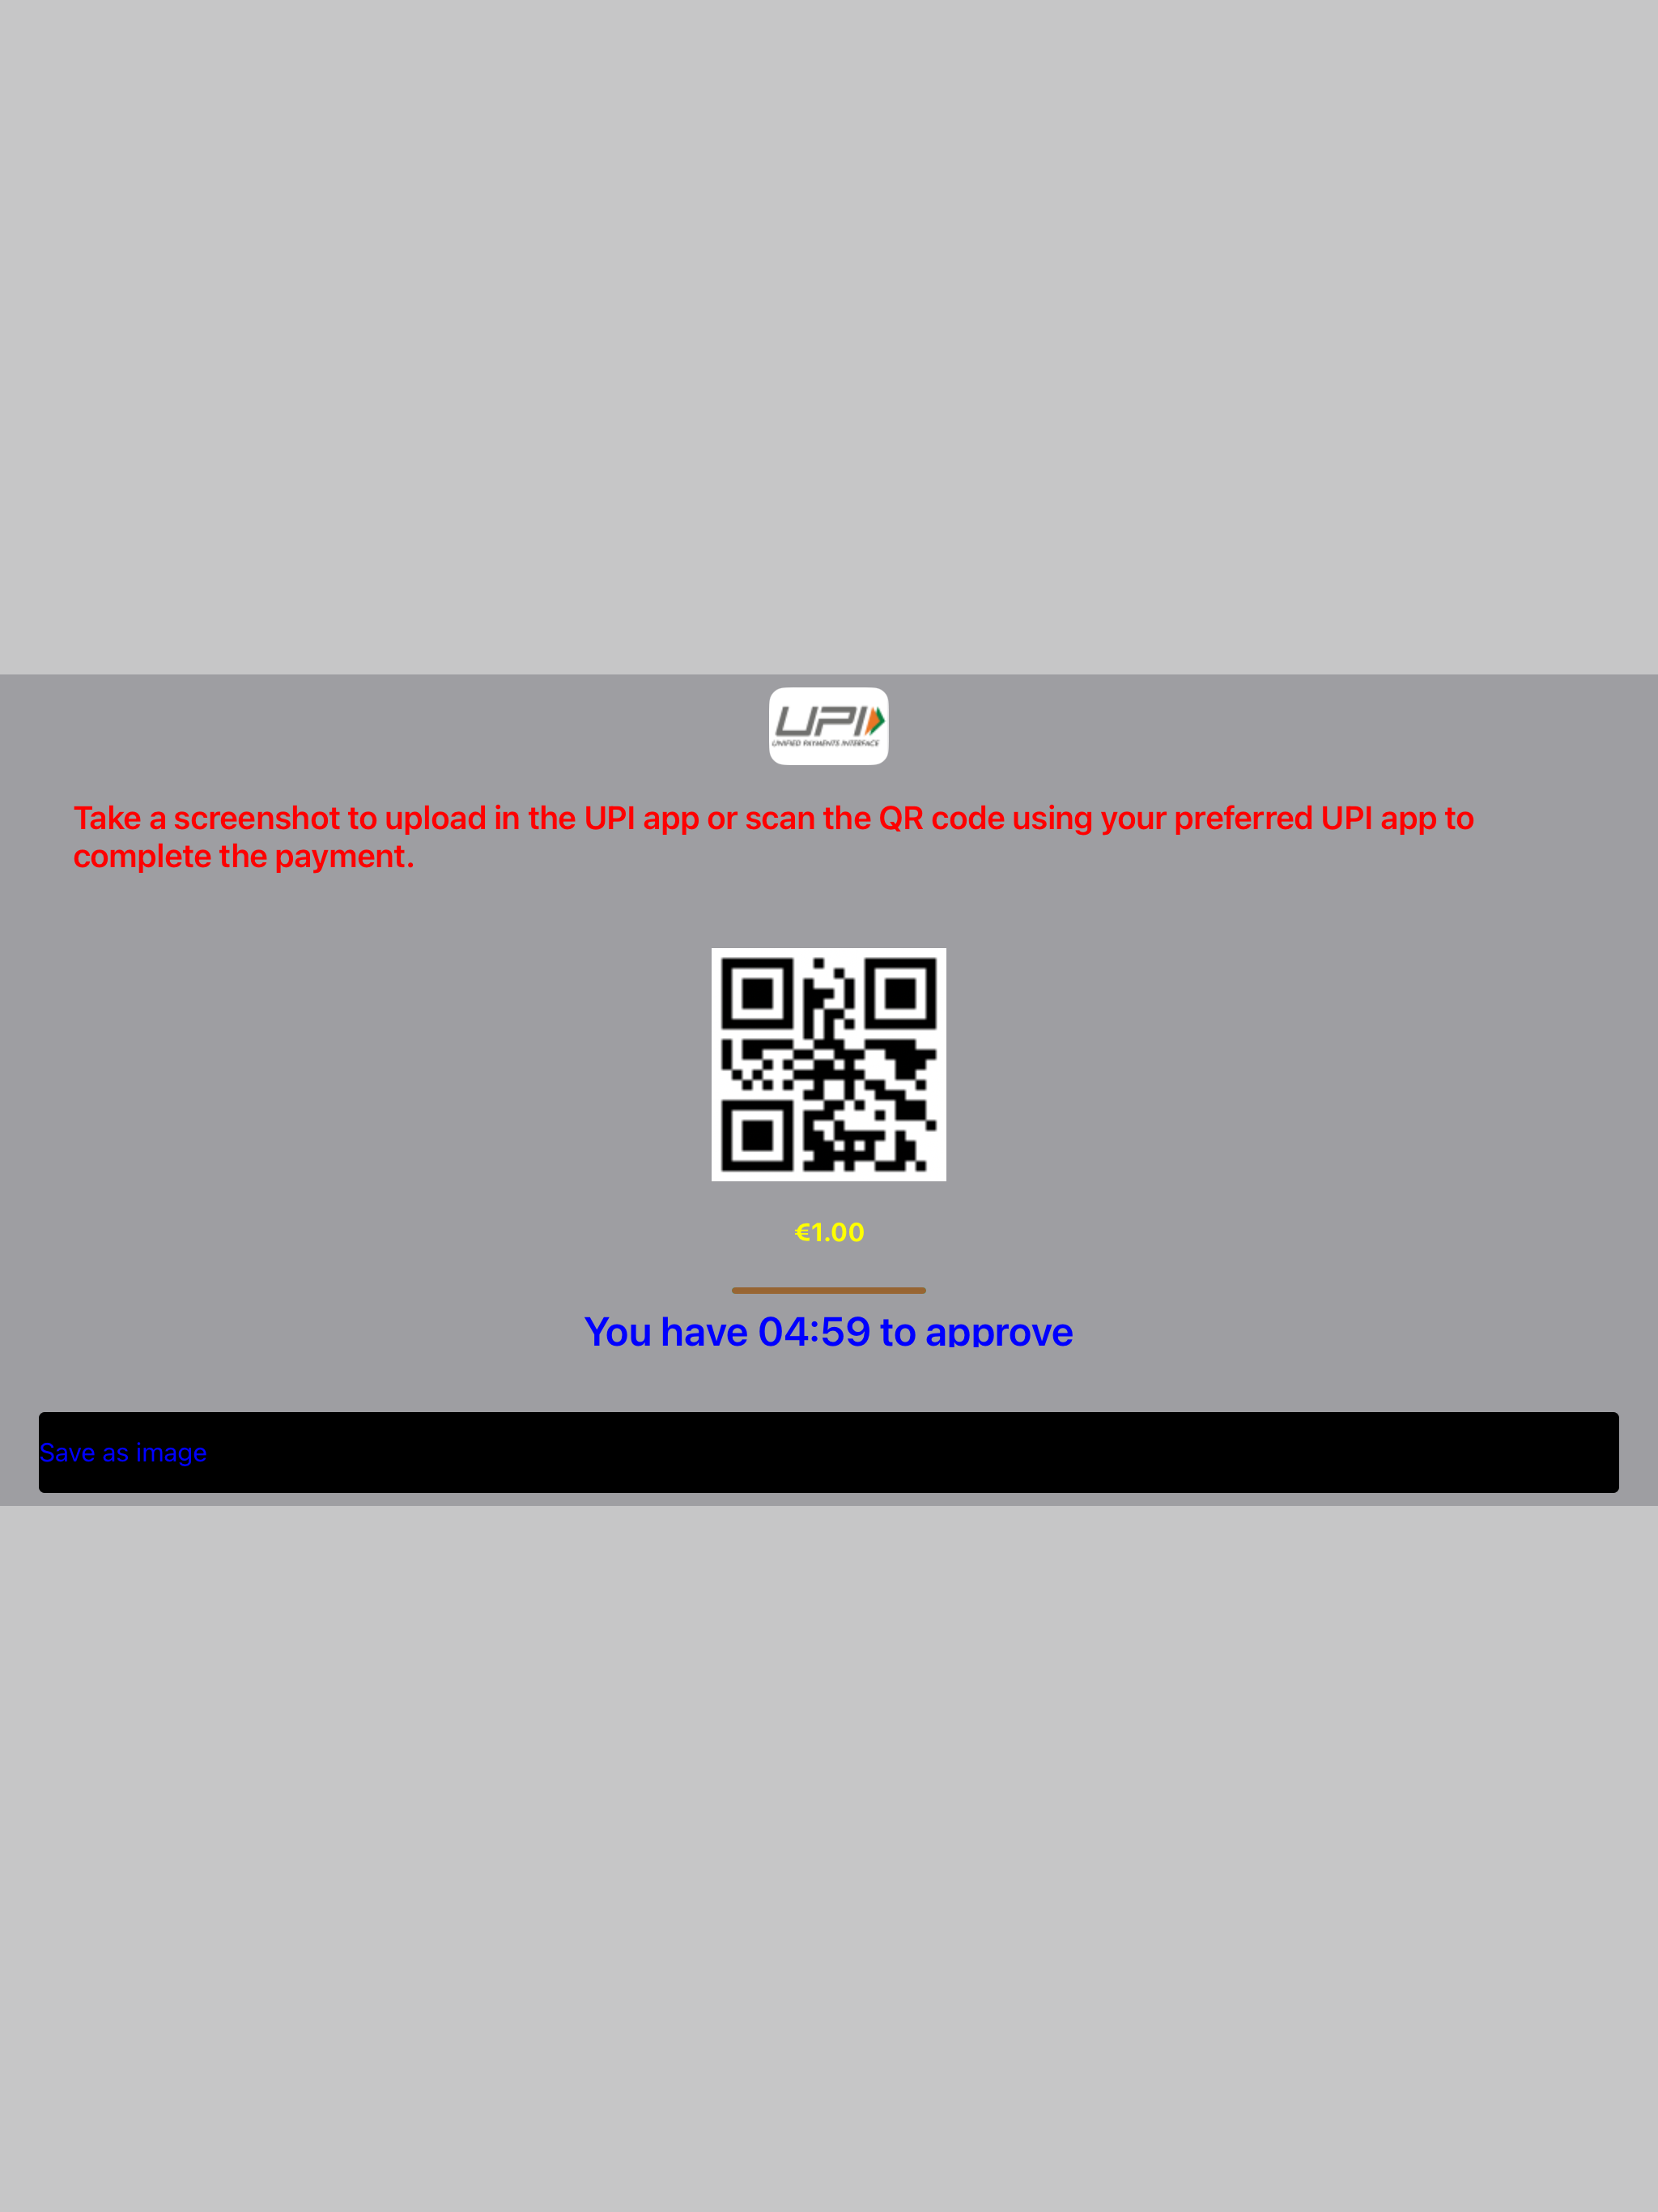 UPI
UNIFIED PAYMENTS INTERFACE
Take a screenshot to upload in the UPI app or scan the QR code using your preferred UPI app to
complete the payment.
€1.00
You have 04:59 to approve
Save as image